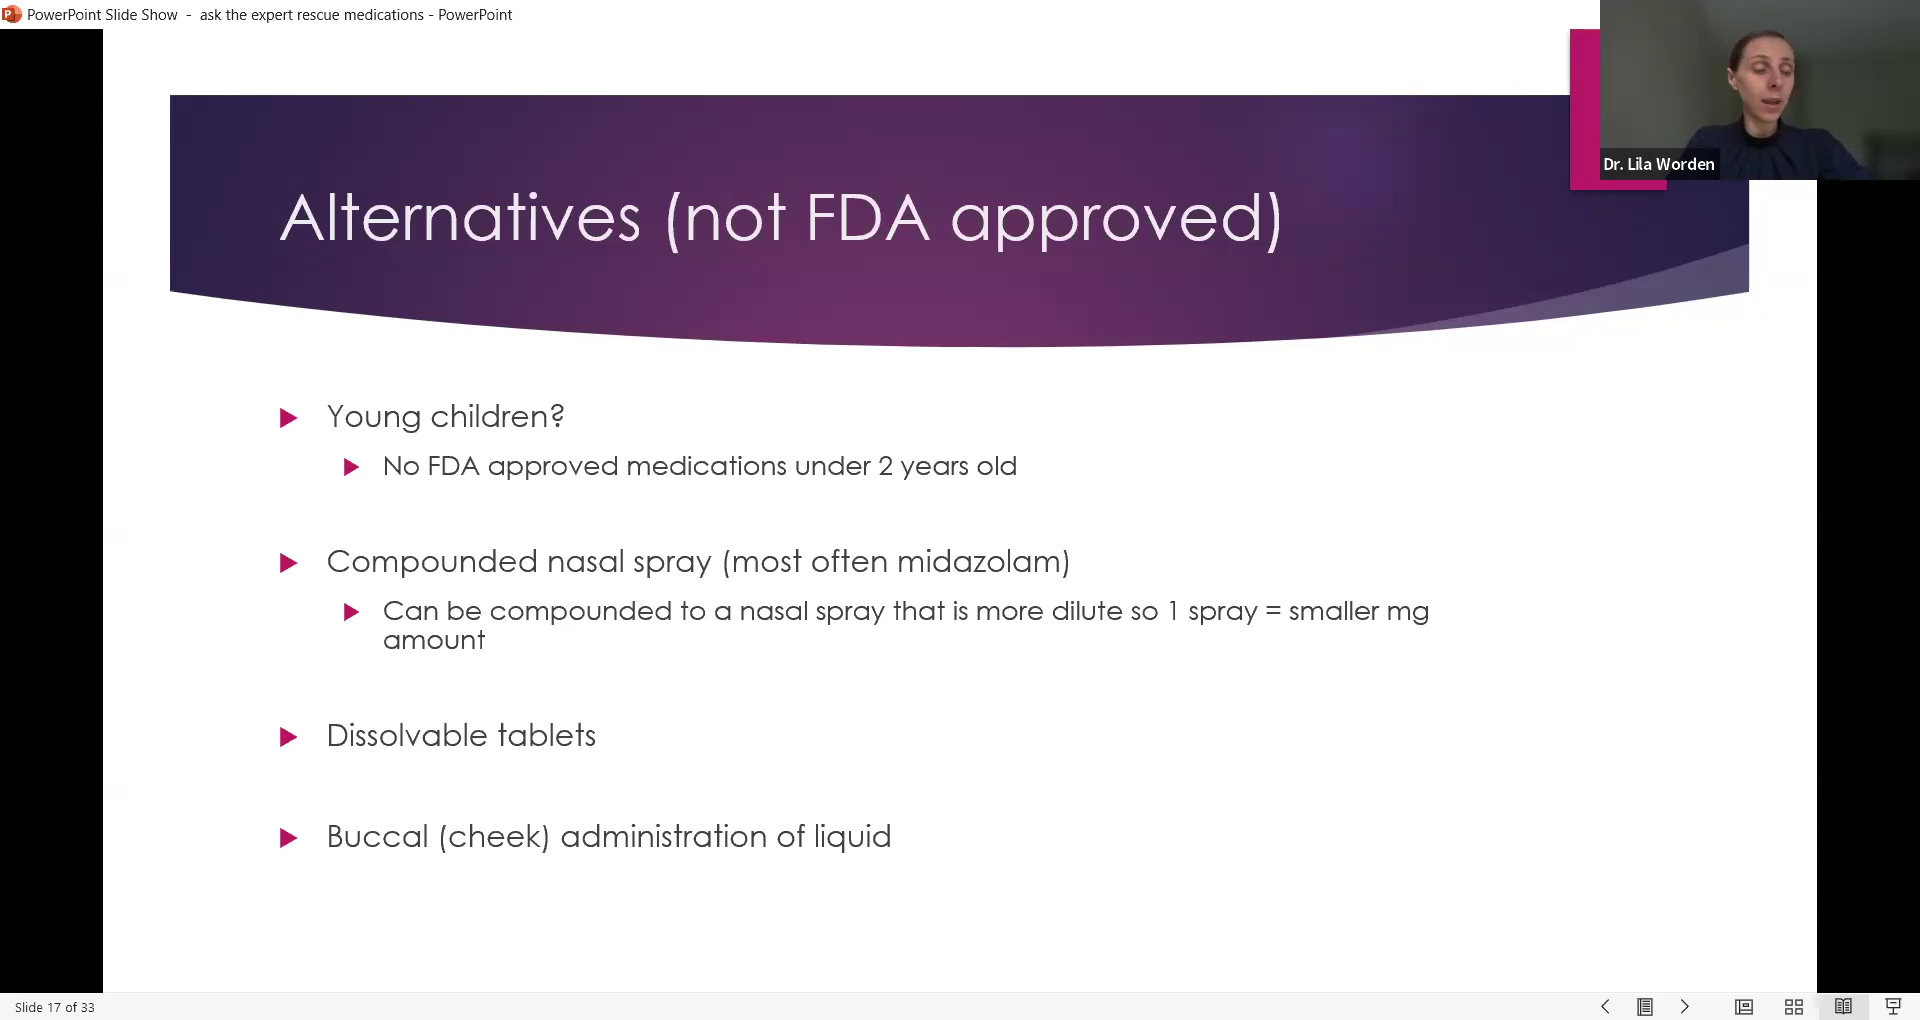 PowerPoint Slide Show - ask the expert rescue medications - PowerPoint
Dr. Lila Worden
Alternatives (not FDA approved)
Young children?
No FDA approved medications under 2 years old
Compounded nasal spray (most often midazolam)
Can be compounded to a nasal spray that is more dilute so 1 spray = smaller mg
amount
Dissolvable tablets
Buccal (cheek) administration of liquid
Slide 17 of 33